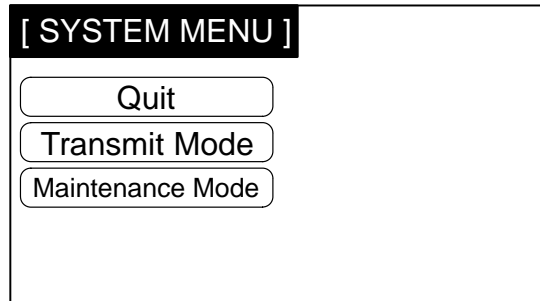 [ SYSTEM MENU ]
Quit
Transmit Mode
Maintenance Mode